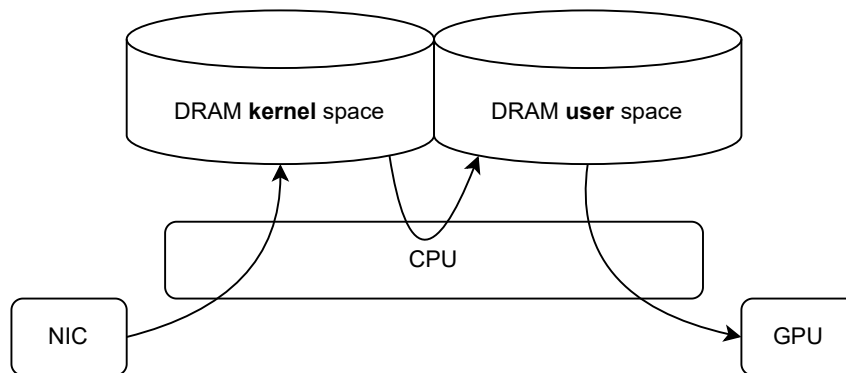 DRAM kernel space
DRAM user space
CPU
NIC
GPU